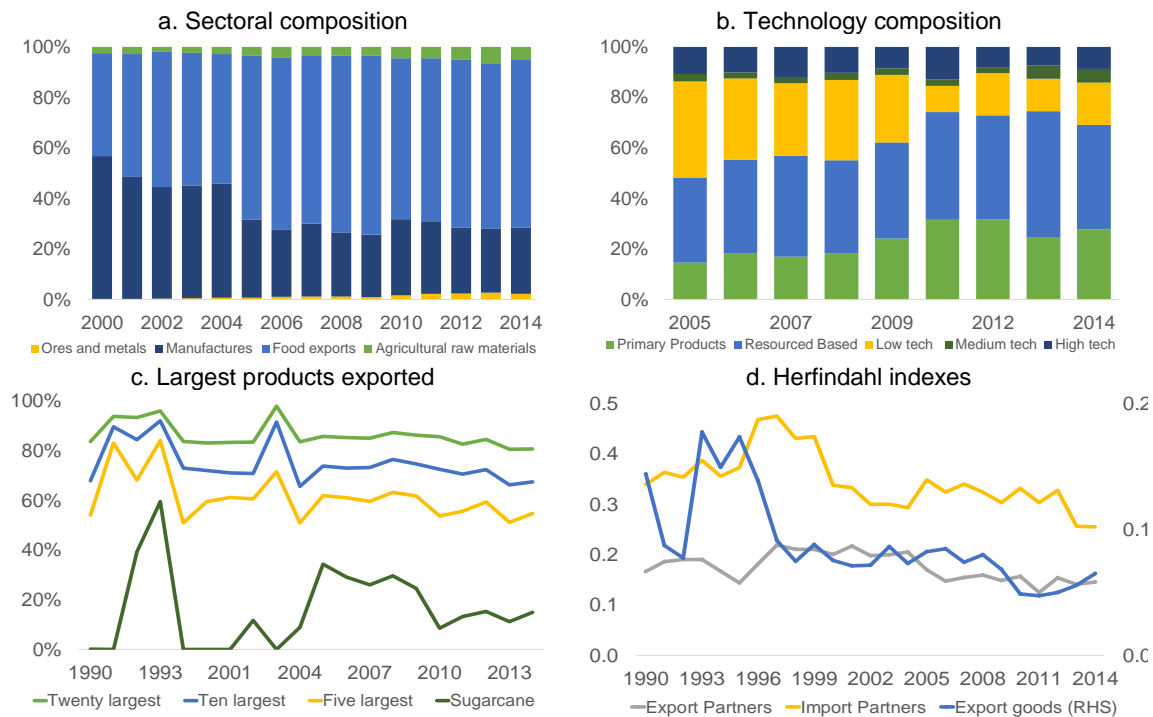 a. Sectoral composition
100%
80%
60%
40%
20%
0%
2000 2002 2004 2006 2008 2010 2012 2014
Ores and metals Manufactures Food exports Agricultural raw materials
b. Technology composition
100%
80%
60%
40%
20%
0%
2005 2007 2009 2012 2014
Primary Products Resourced Based Low tech Medium tech High tech
c. Largest products exported
100%
80%
60%
40%
20%
0%
1990 1993 2001 2004 2007 2010 2013
Twenty largest Ten largest Five largest Sugarcane
d. Herfindahl indexes
0.5 0.2
0.4
0.3 0.1
0.2
0.1
0.0 0.0
1990 1993 1996 1999 2002 2005 2008 2011 2014
Export Partners Import Partners Export goods (RHS)